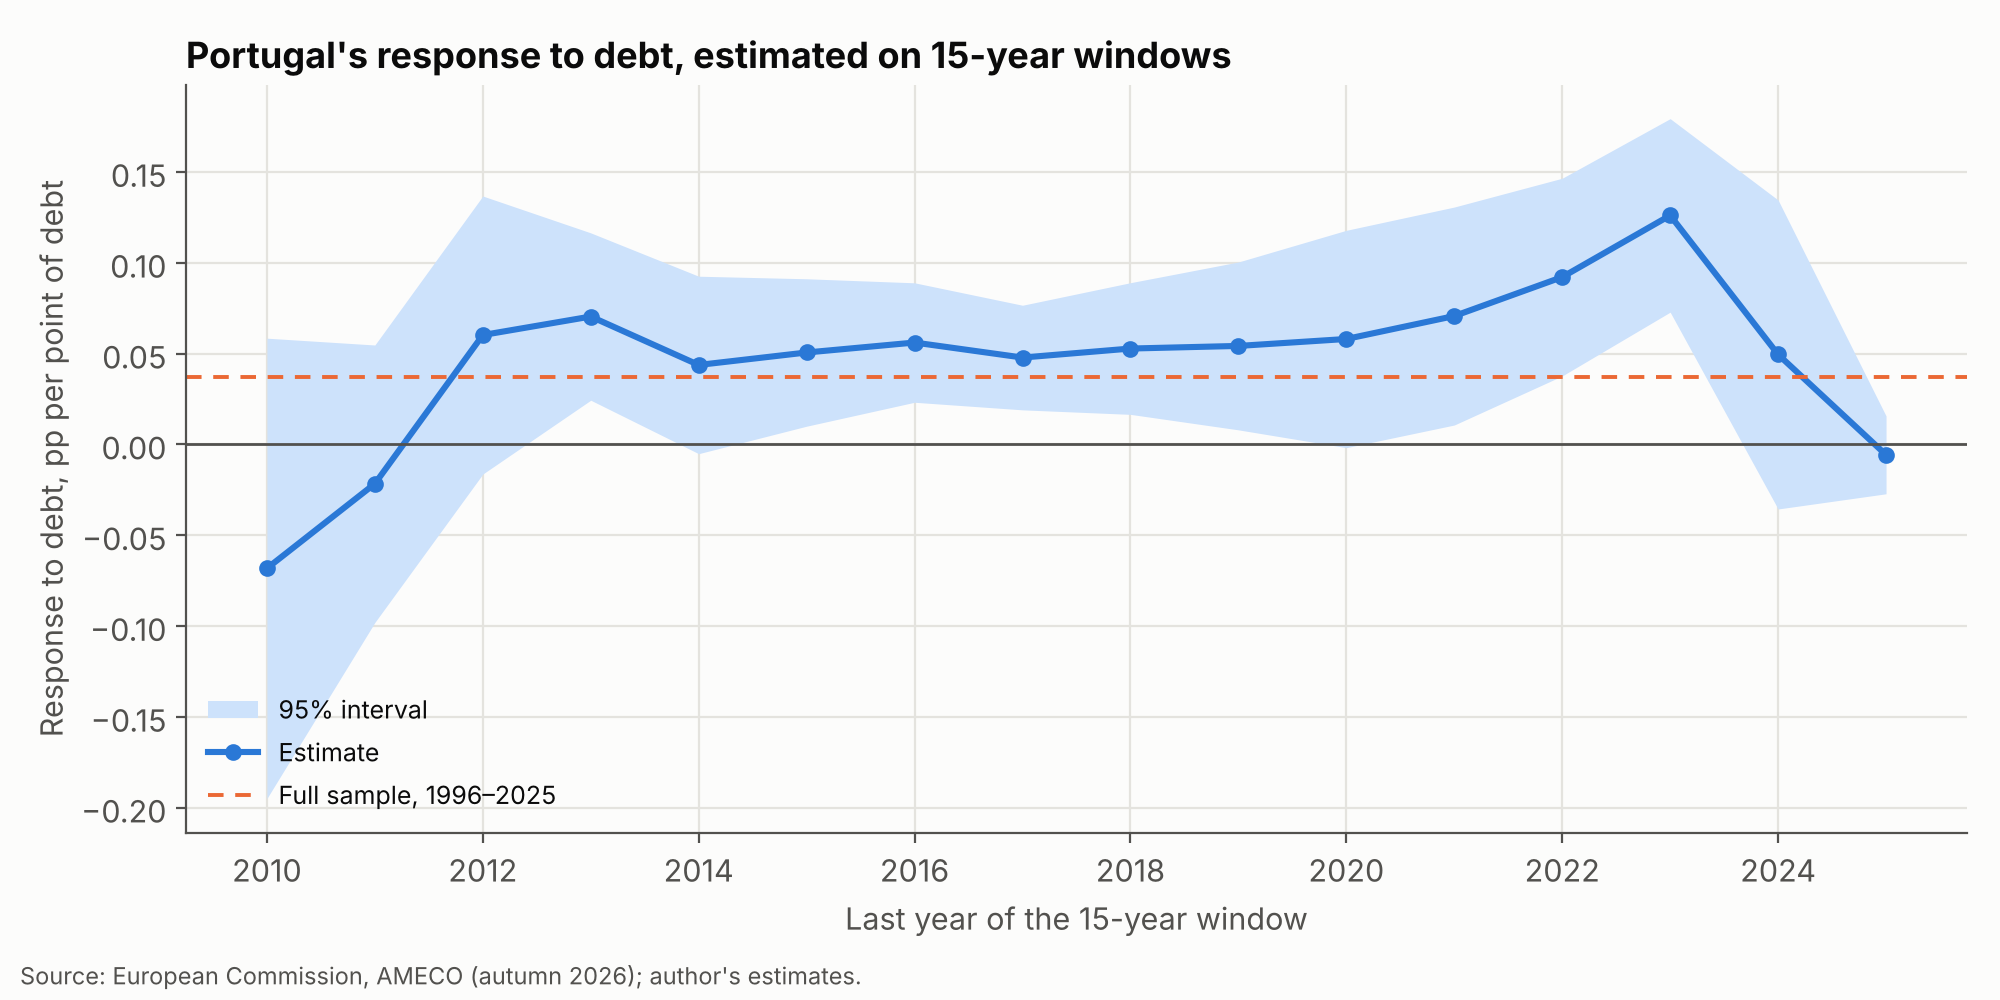 Portugal's response to debt, estimated on 15-year windows
Response to debt, pp per point of debt
0.15
0.10
0.05
0.00
−0.05
−0.10
−0.15
−0.20
95% interval
Estimate
Full sample, 1996–2025
2010
2012
2014
2016
2018
2020
2022
2024
Last year of the 15-year window
Source: European Commission, AMECO (autumn 2026); author's estimates.